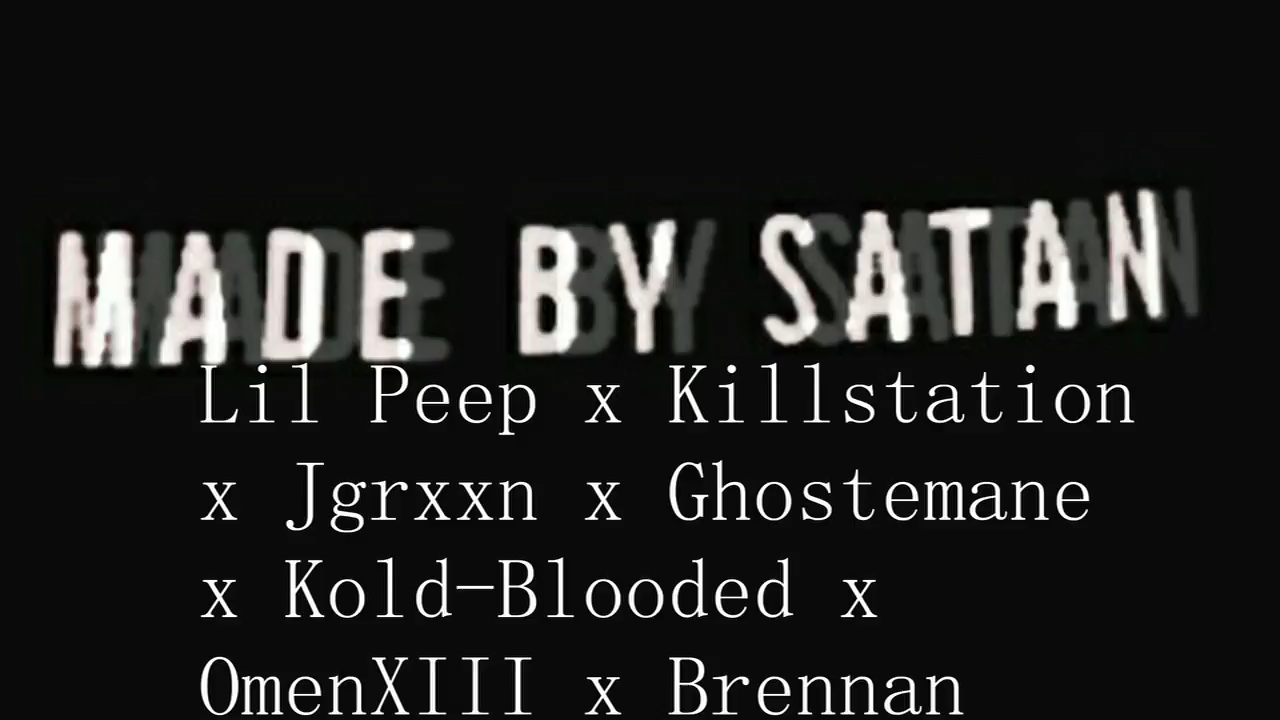 MADE BY SATAN
Lil Peep x Killstation
x Jgrxxn x Ghostemane
x Kold-Blooded x
OmenXIII x Brennan